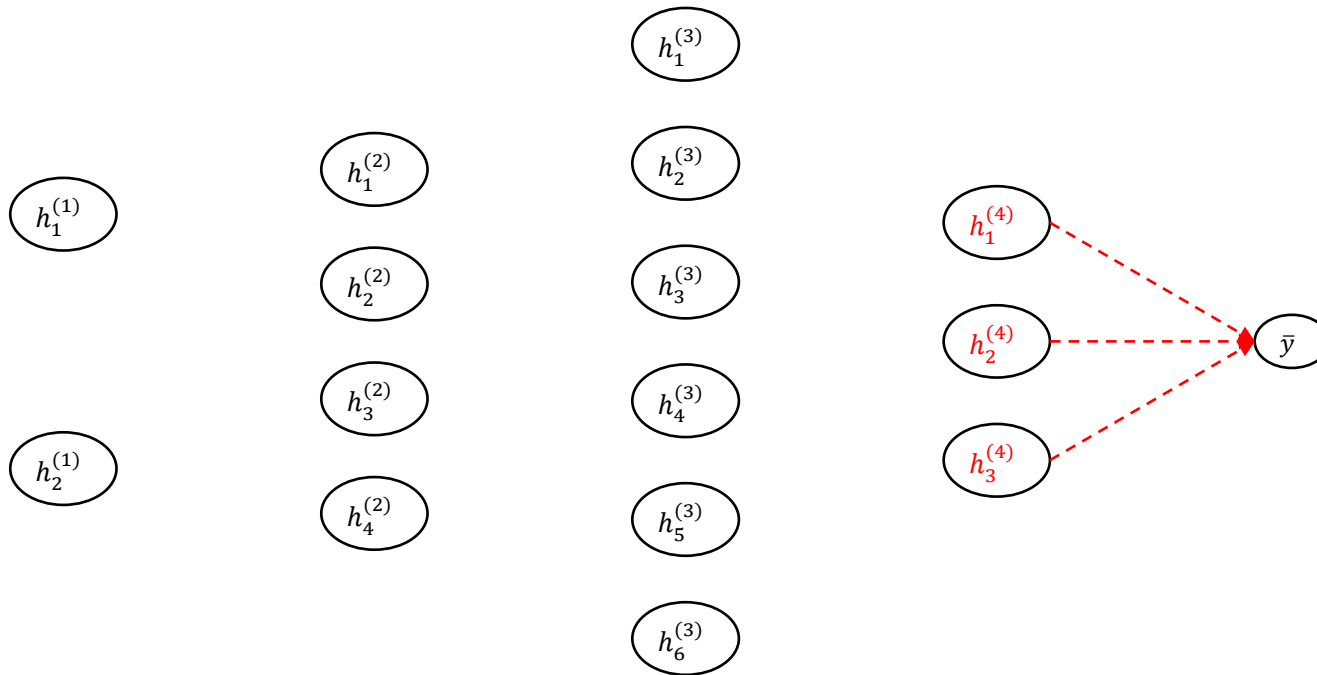 h_1^{(1)}
h_2^{(1)}
h_1^{(2)}
h_2^{(2)}
h_3^{(2)}
h_4^{(2)}
h_1^{(3)}
h_2^{(3)}
h_3^{(3)}
h_4^{(3)}
h_5^{(3)}
h_6^{(3)}
h_1^{(4)}
h_2^{(4)}
h_3^{(4)}
ȳ